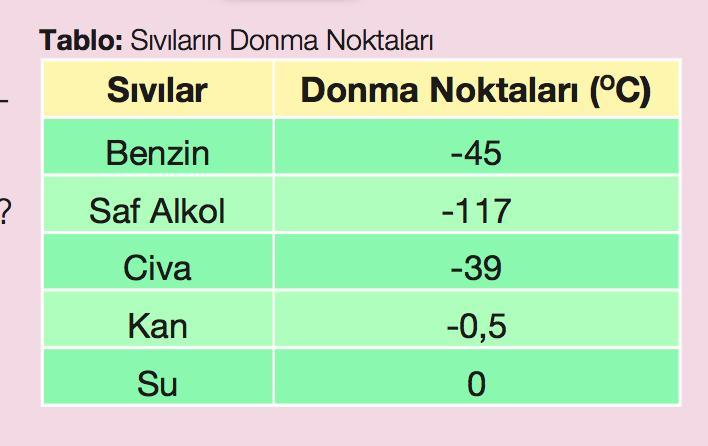 Tablo: Sıvıların Donma Noktaları
Sıvılar Donma Noktaları (°C)
Benzin -45
?
Saf Alkol -117
Civa -39
Kan -0,5
Su 0